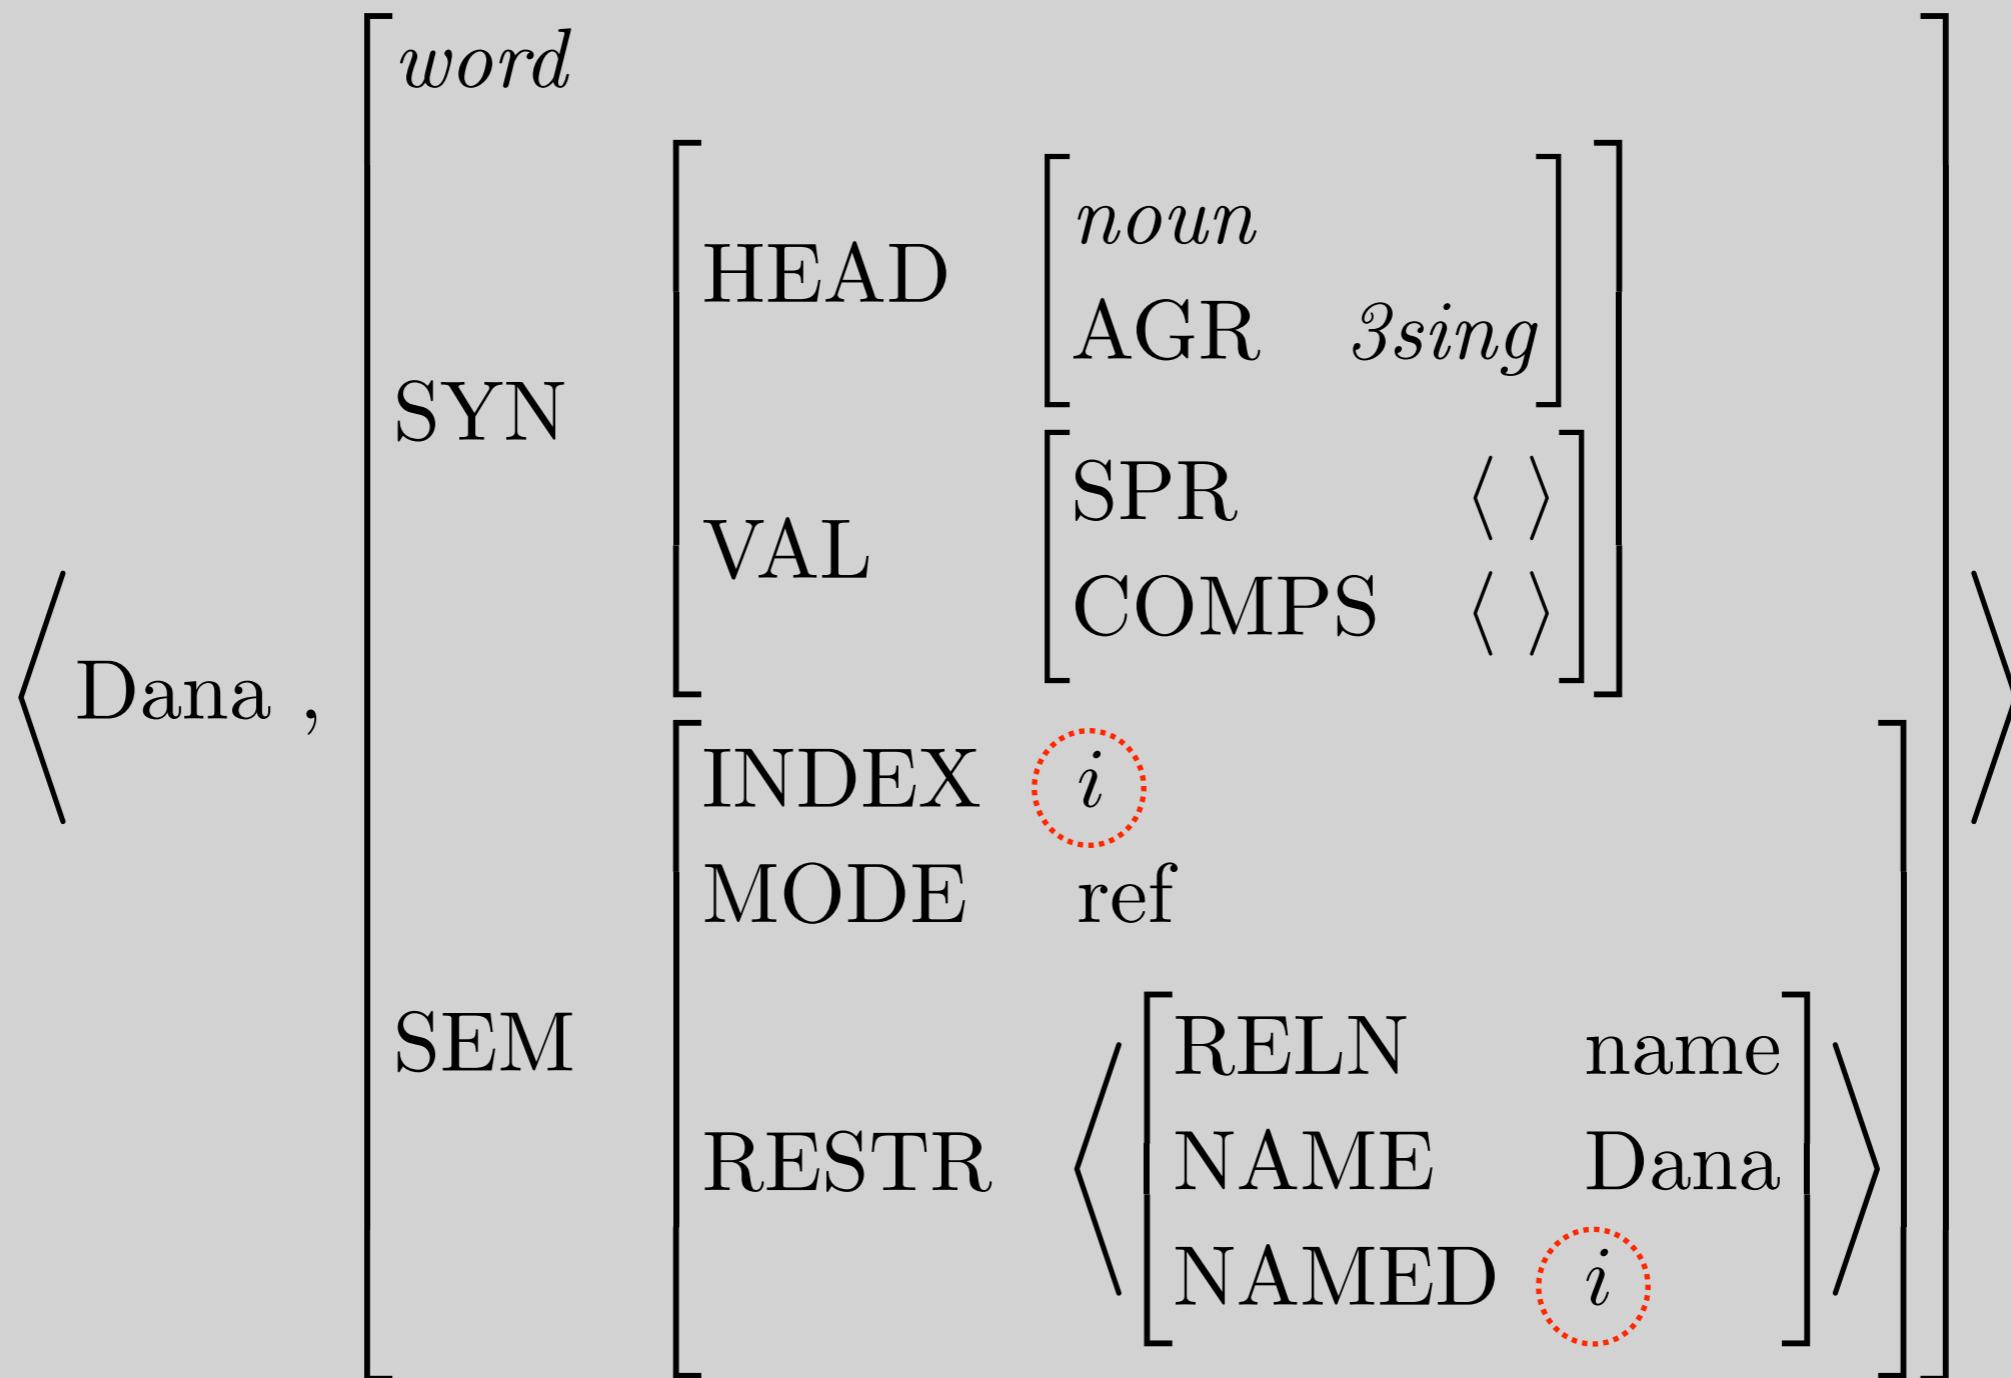 word
noun
HEAD
AGR 3sing
SYN
SPR ⟨ ⟩
VAL
COMPS ⟨ ⟩
⟨ Dana , ⟩
INDEX i
MODE ref
RELN name
SEM
RESTR ⟨ NAME Dana ⟩
NAMED i